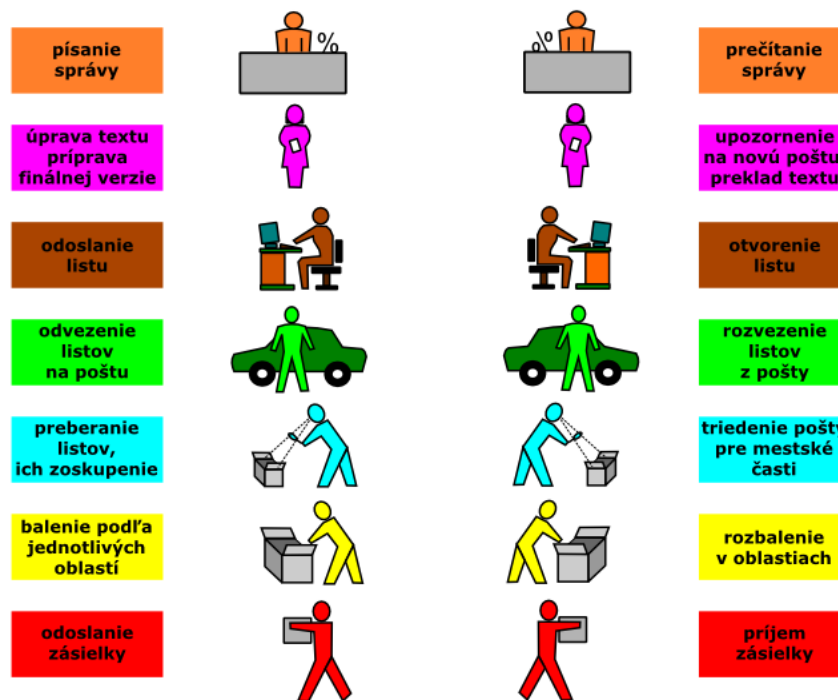 písanie
správy
%
%
prečítanie
správy
úprava textu
príprava
finálnej verzie
upozornenie
na novú poštu
preklad textu
odoslanie
listu
otvorenie
listu
odvezenie
listov
na poštu
rozvezenie
listov
z pošty
preberanie
listov,
ich zoskupenie
triedenie pošty
pre mestské
časti
balenie podľa
jednotlivých
oblastí
rozbalenie
v oblastiach
odoslanie
zásielky
príjem
zásielky